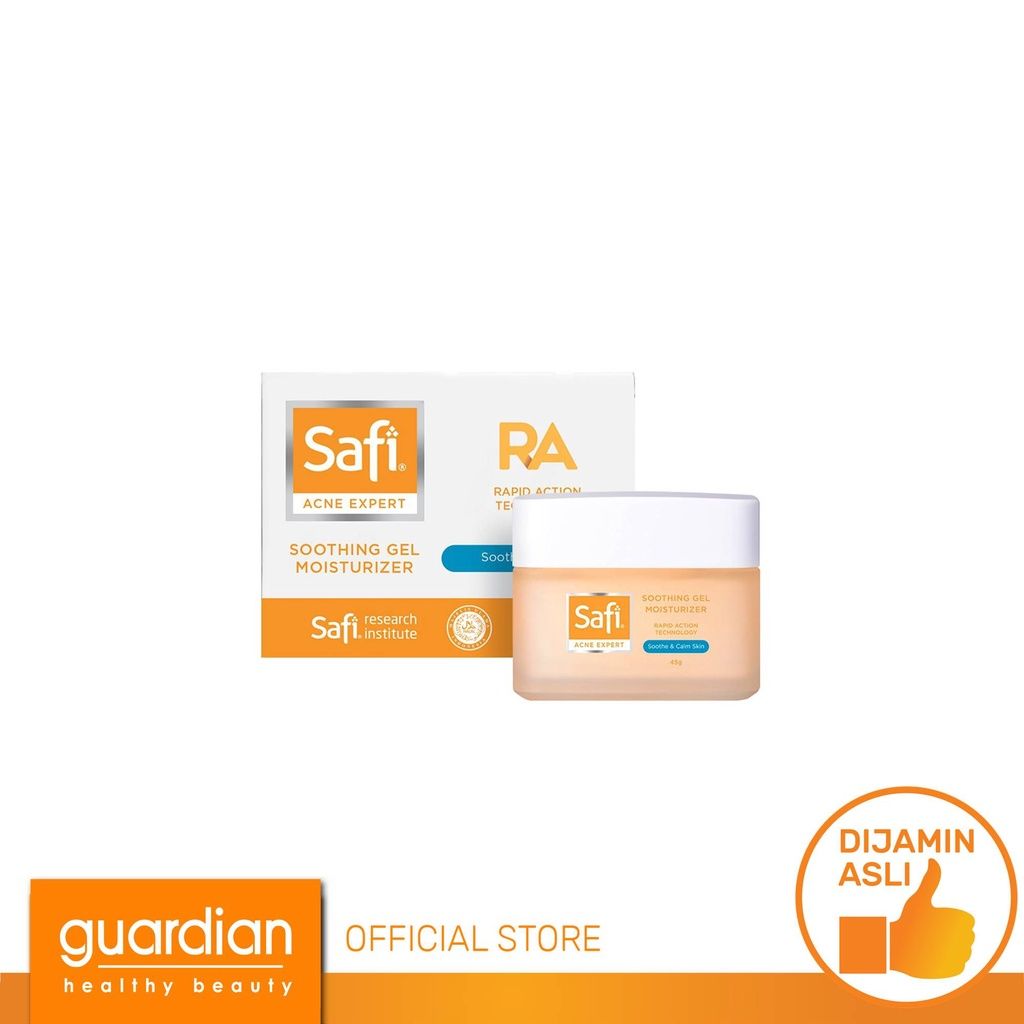 Safi®
ACNE EXPERT
SOOTHING GEL
MOISTURIZER
RA
RAPID ACTION
Safi® research
institute
Safi®
ACNE EXPERT
SOOTHING GEL
MOISTURIZER
RAPID ACTION
TECHNOLOGY
Soothe & Calm Skin
45g
DIJAMIN
ASLI
guardian
healthy beauty
OFFICIAL STORE